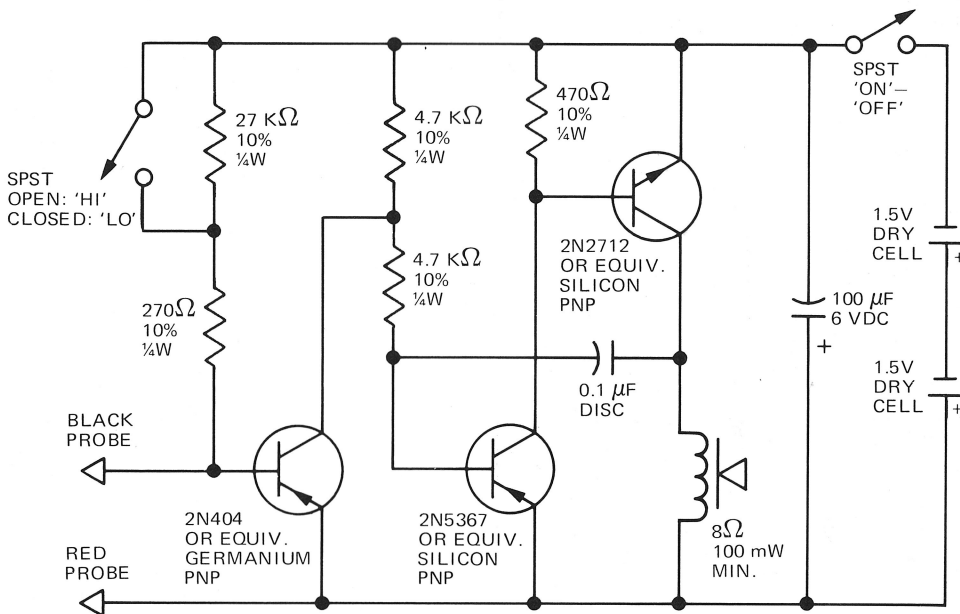 SPST
OPEN: 'HI'
CLOSED: 'LO'
27 KΩ
10%
¼W
270Ω
10%
¼W
4.7 KΩ
10%
¼W
4.7 KΩ
10%
¼W
470Ω
10%
¼W
2N2712
OR EQUIV.
SILICON
PNP
SPST
'ON'–
'OFF'
1.5V
DRY
CELL
+
1.5V
DRY
CELL
+
100 μF
6 VDC
+
0.1 μF
DISC
BLACK
PROBE
2N404
OR EQUIV.
GERMANIUM
PNP
2N5367
OR EQUIV.
SILICON
PNP
8Ω
100 mW
MIN.
RED
PROBE